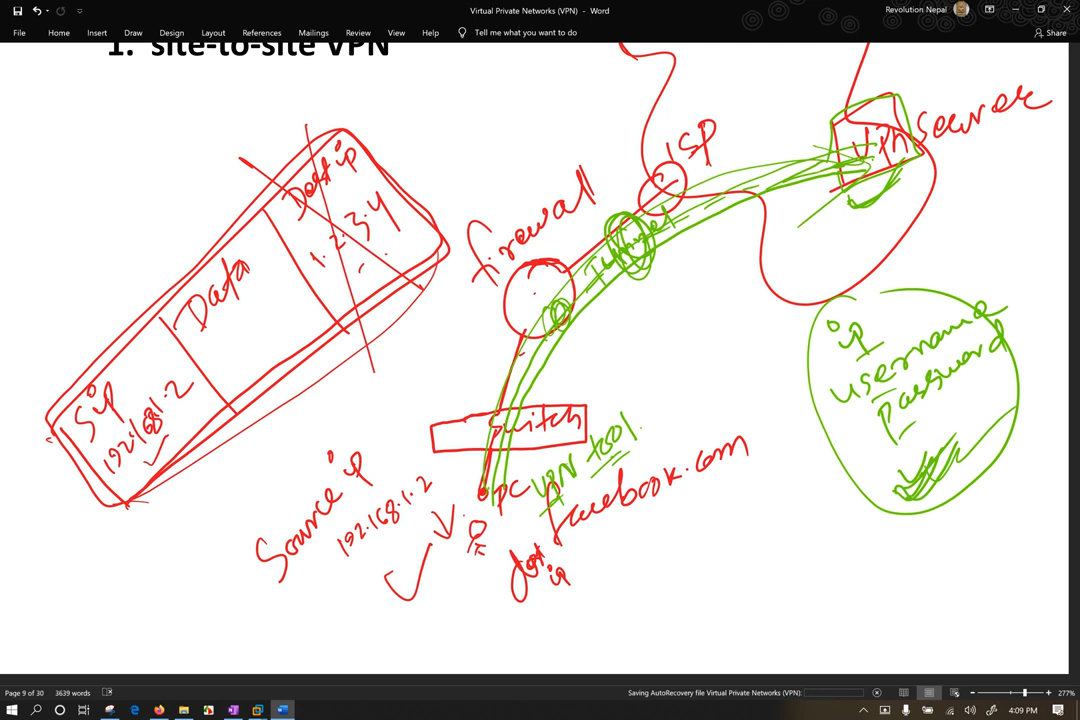 Virtual Private Networks (VPN) - Word
Revolution Nepal
File Home Insert Draw Design Layout References Mailings Review View Help Tell me what you want to do
Share
1. site-to-site VPN
Dest ip
1.2.3.4
Data
Sip
192.168.1.2
firewall
ISP
Vpn Server
Tunnel
ip
username
Password
Switch
PC
VPN tool
facebook.com
Source ip
192.168.1.2
dest
ip
Page 9 of 30 3639 words
Saving AutoRecovery file Virtual Private Networks (VPN):
277%
4:09 PM